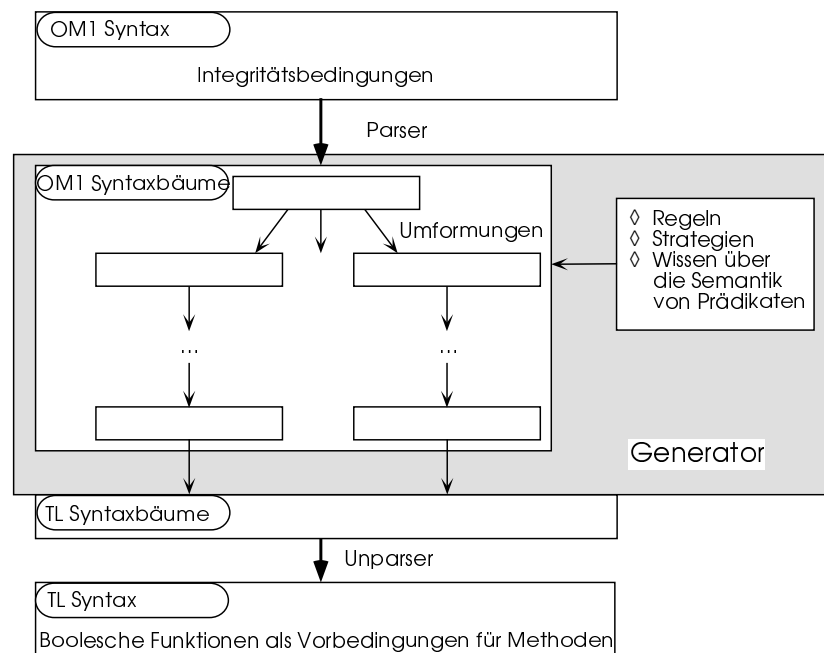 OM1 Syntax
Integritätsbedingungen
Parser
OM1 Syntaxbäume
Umformungen
◊ Regeln
◊ Strategien
◊ Wissen über
die Semantik
von Prädikaten
...
...
Generator
TL Syntaxbäume
Unparser
TL Syntax
Boolesche Funktionen als Vorbedingungen für Methoden